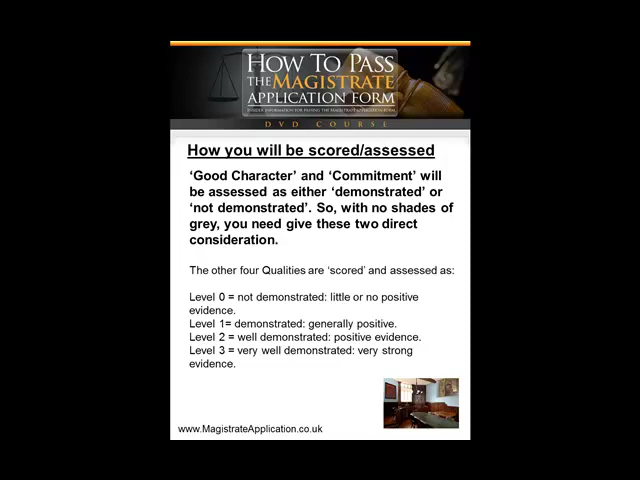 HOW TO PASS
THE MAGISTRATE
APPLICATION FORM
DVD COURSE
How you will be scored/assessed
‘Good Character’ and ‘Commitment’ will
be assessed as either ‘demonstrated’ or
‘not demonstrated’. So, with no shades of
grey, you need give these two direct
consideration.
The other four Qualities are ‘scored’ and assessed as:
Level 0 = not demonstrated: little or no positive
evidence.
Level 1= demonstrated: generally positive.
Level 2 = well demonstrated: positive evidence.
Level 3 = very well demonstrated: very strong
evidence.
www.MagistrateApplication.co.uk